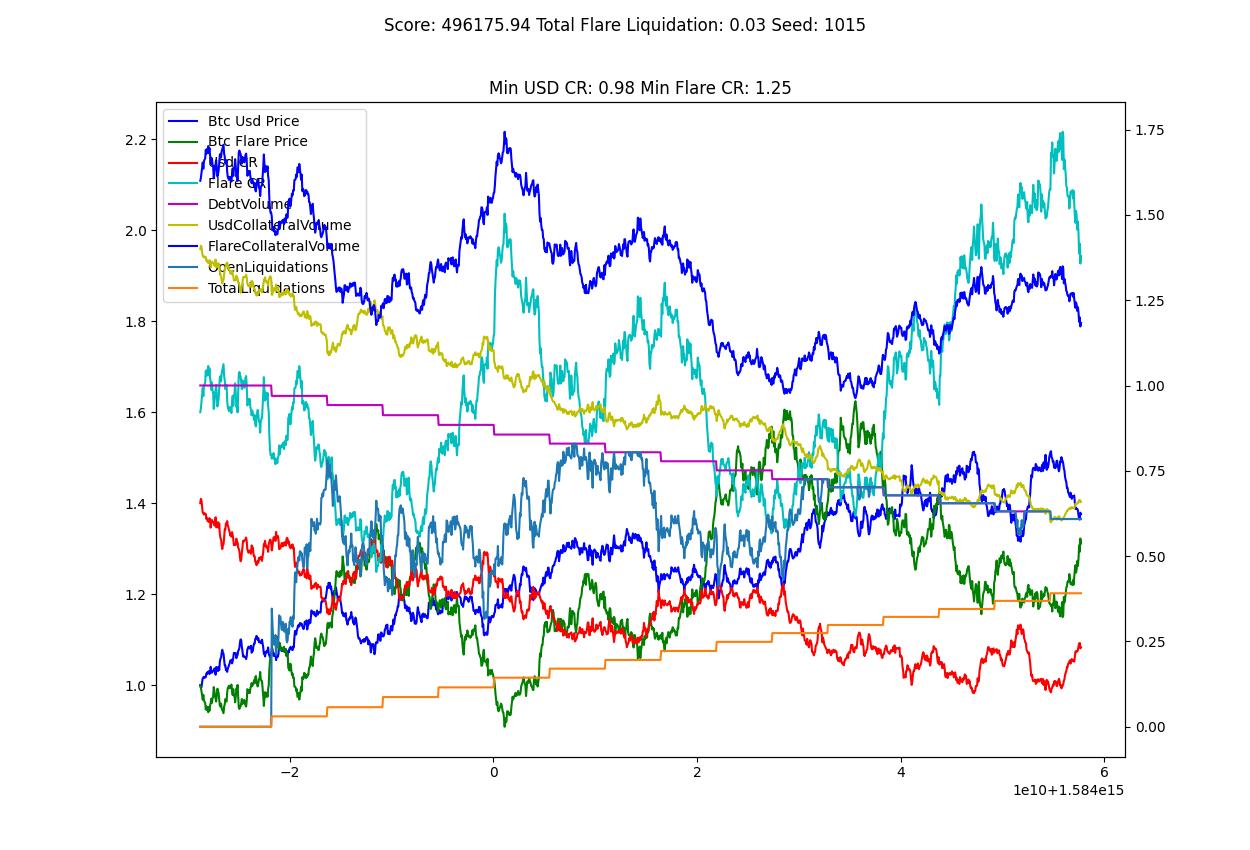 Score: 496175.94 Total Flare Liquidation: 0.03 Seed: 1015
Min USD CR: 0.98 Min Flare CR: 1.25
Btc Usd Price
Btc Flare Price
Usd CR
Flare CR
DebtVolume
UsdCollateralVolume
FlareCollateralVolume
OpenLiquidations
TotalLiquidations
2.2
2.0
1.8
1.6
1.4
1.2
1.0
1.75
1.50
1.25
1.00
0.75
0.50
0.25
0.00
−2 0 2 4 6
1e10+1.584e15